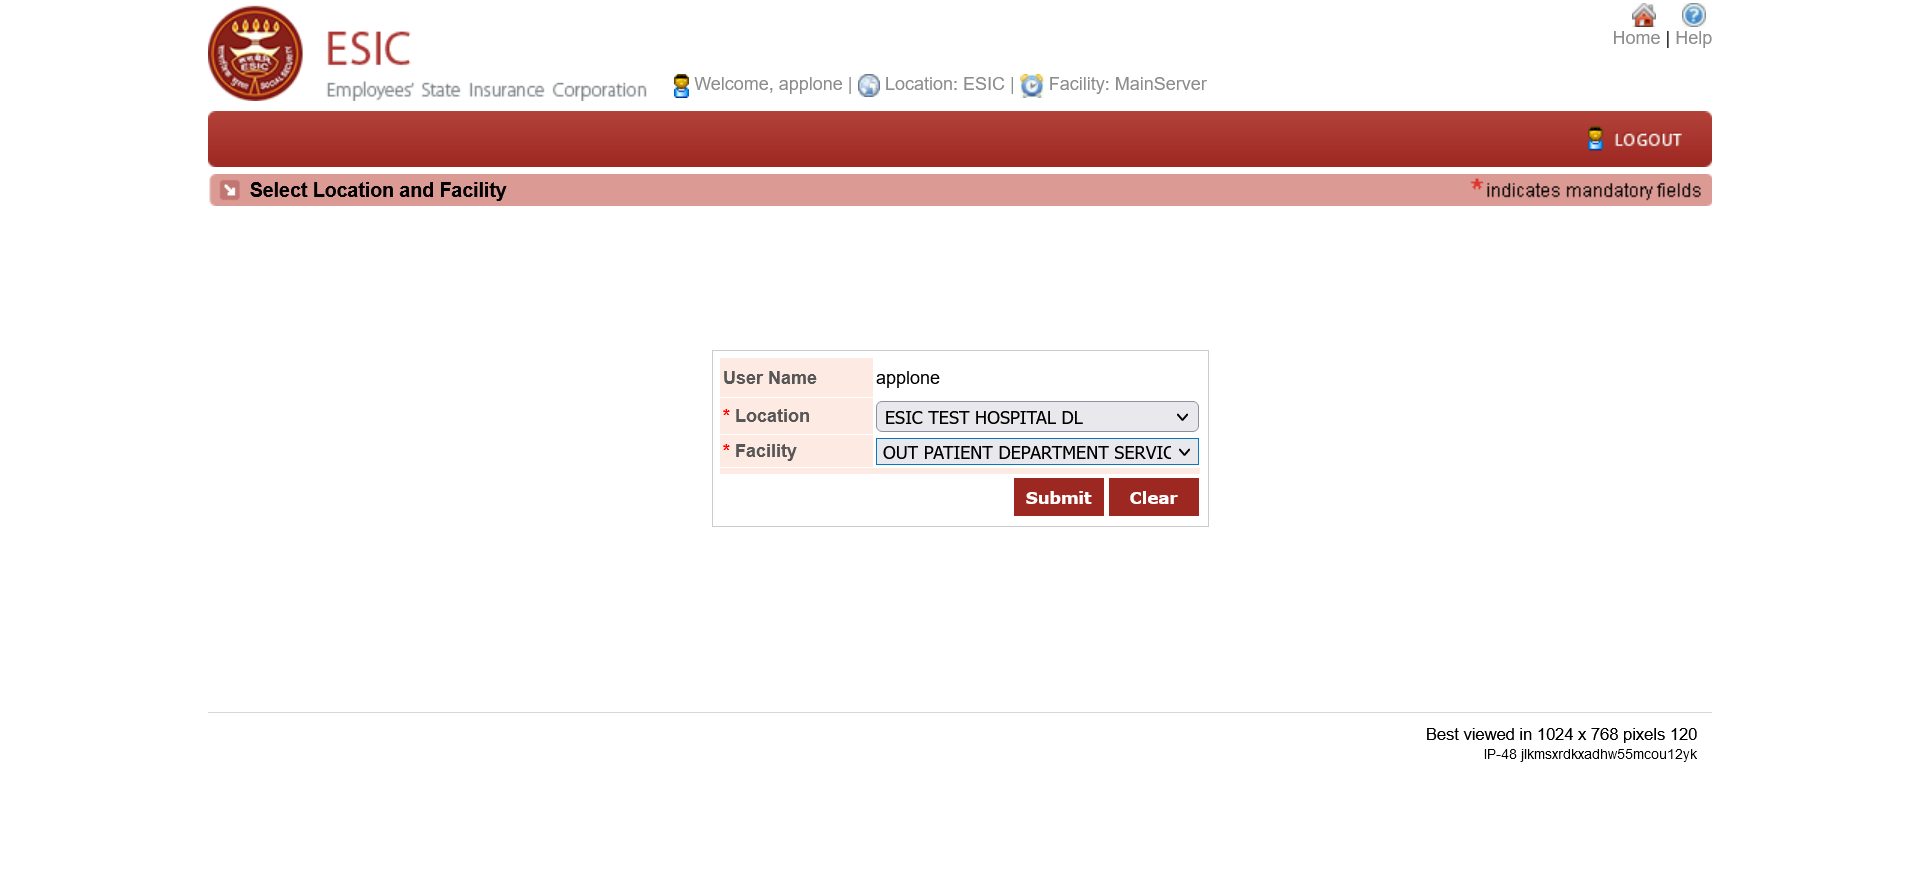 Home | Help
ESIC
Employees' State Insurance Corporation
Welcome, applone | Location: ESIC | Facility: MainServer
LOGOUT
Select Location and Facility
* indicates mandatory fields
User Name applone
* Location ESIC TEST HOSPITAL DL
* Facility OUT PATIENT DEPARTMENT SERVIC
Submit Clear
Best viewed in 1024 x 768 pixels 120
IP-48 jlkmsxrdkxadhw55mcou12yk